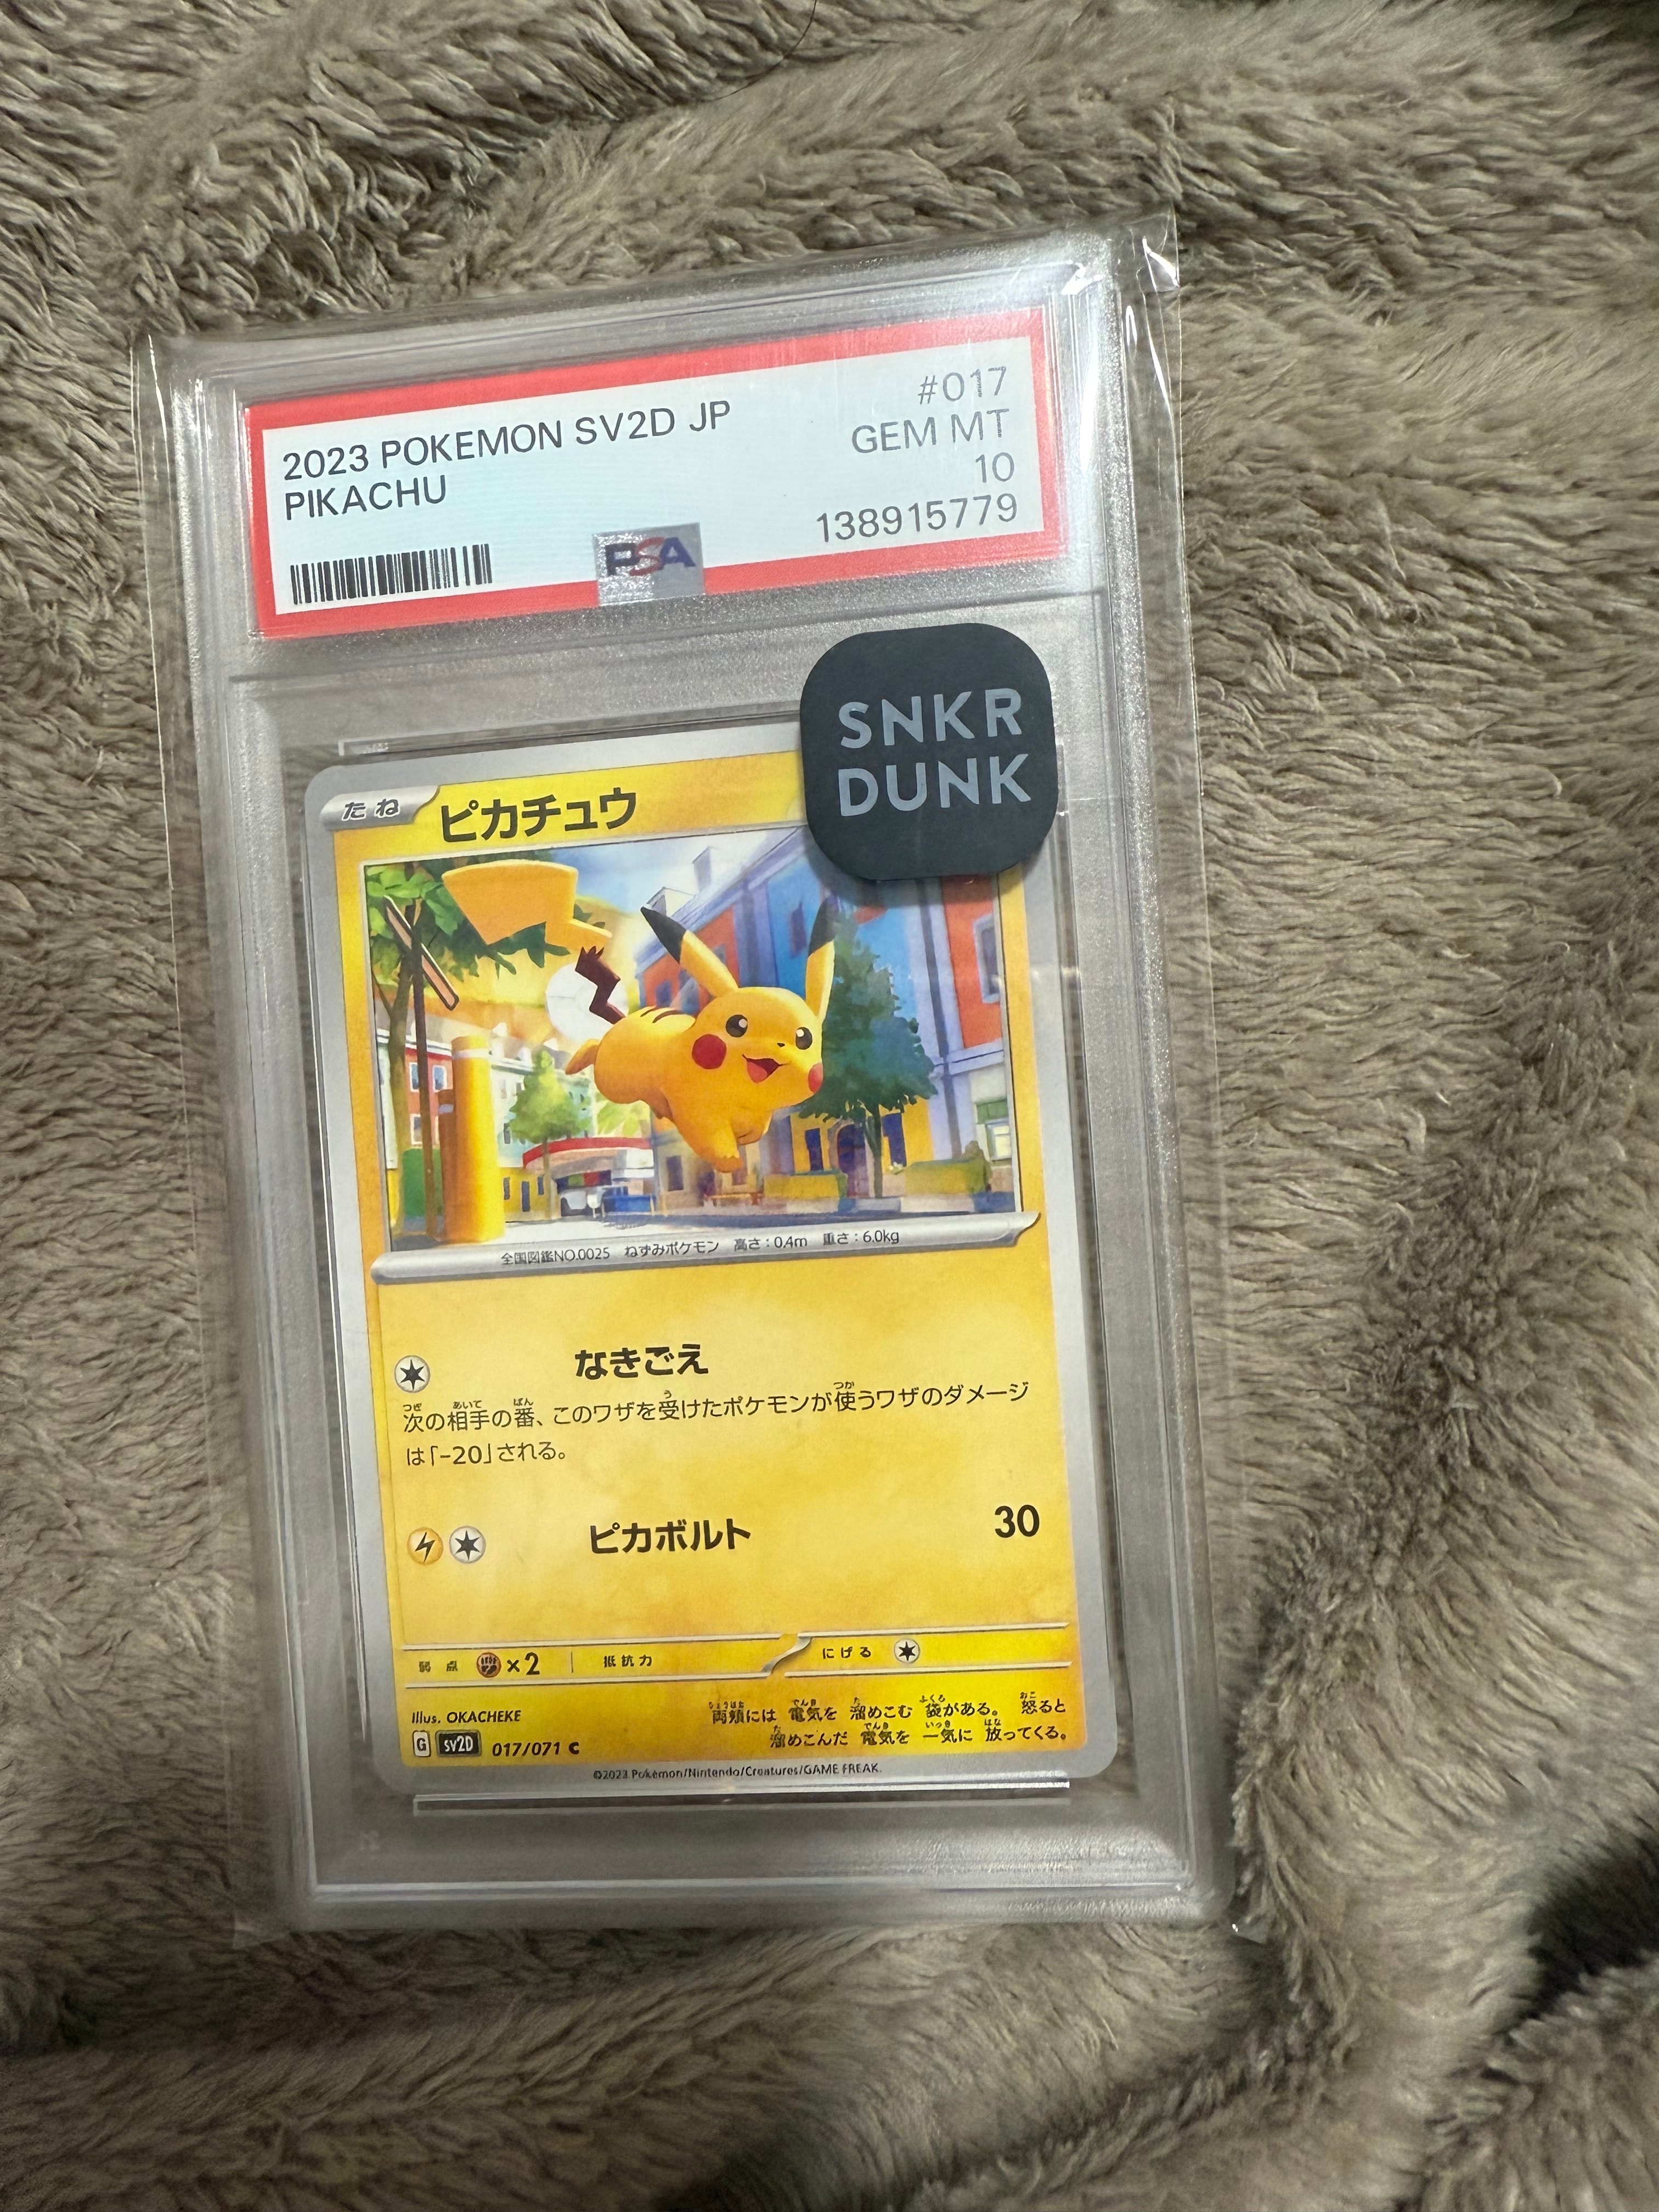 2023 POKEMON SV2D JP
PIKACHU
#017
GEM MT
10
138915779
PSA
SNKR
DUNK
たね
ピカチュウ
全国図鑑NO.0025 ねずみポケモン 高さ:0.4m 重さ:6.0kg
なきごえ
次の相手の番、このワザを受けたポケモンが使うワザのダメージ
は「-20」される。
ピカボルト 30
弱点 ×2 抵抗力 にげる
Illus. OKACHEKE
G sv2D 017/071 C
両頬には 電気を 溜めこむ 袋がある。 怒ると
溜めこんだ 電気を 一気に 放ってくる。
©2023 Pokémon/Nintendo/Creatures/GAME FREAK.